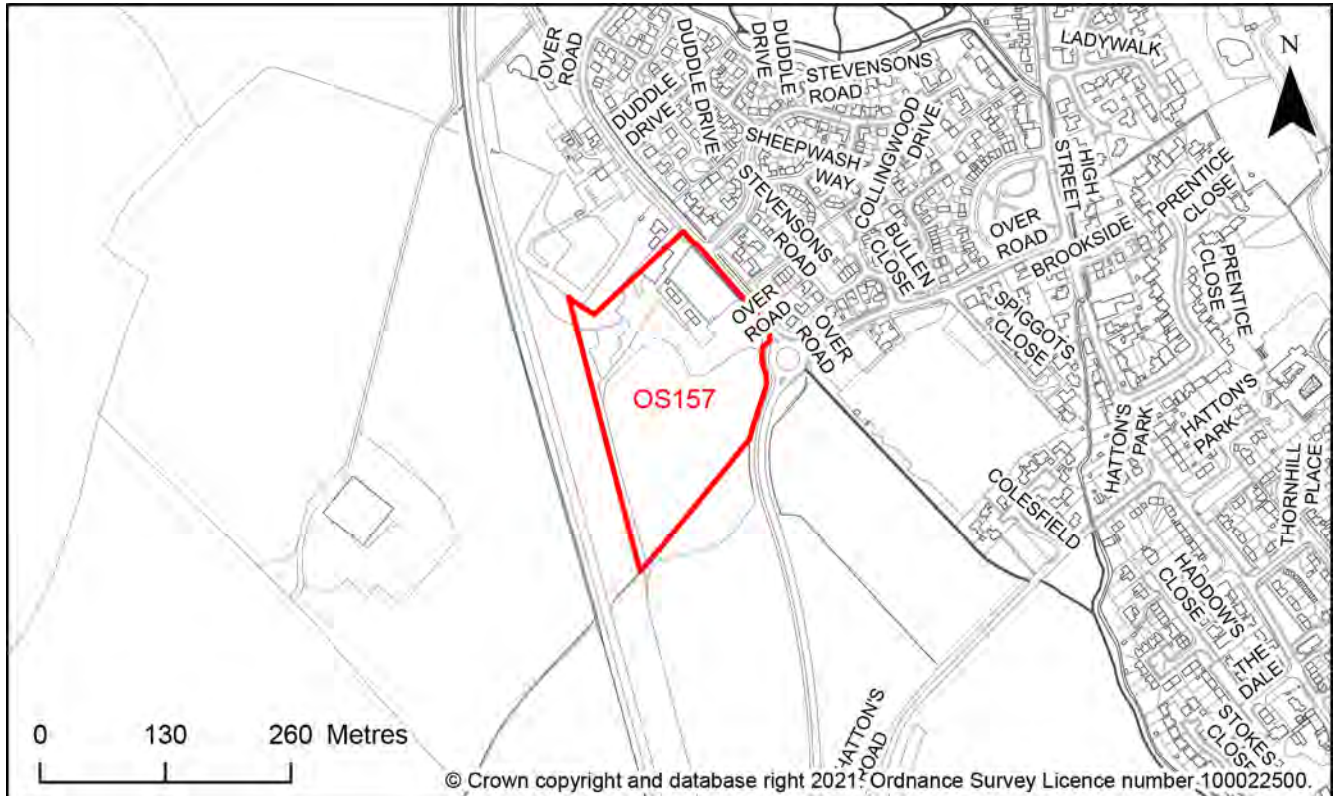 LADYWALK
N
OVER
ROAD
DUDDLE
DRIVE
DUDDLE DRIVE
DUDDLE
DRIVE
STEVENSONS
ROAD
SHEEPWASH
WAY
COLLINGWOOD
DRIVE
HIGH
STREET
PRENTICE
CLOSE
STEVENSONS
ROAD
BULLEN
CLOSE
OVER
ROAD
BROOKSIDE
PRENTICE
CLOSE
OVER
ROAD
OVER
ROAD
SPIGGOTS
CLOSE
OS157
HATTON'S
PARK
HATTON'S
PARK
THORNHILL
PLACE
COLESFIELD
HADDOW'S
CLOSE
THE
DALE
STOKES
CLOSE
HATTON'S
ROAD
0 130 260 Metres
© Crown copyright and database right 2021. Ordnance Survey Licence number 100022500.